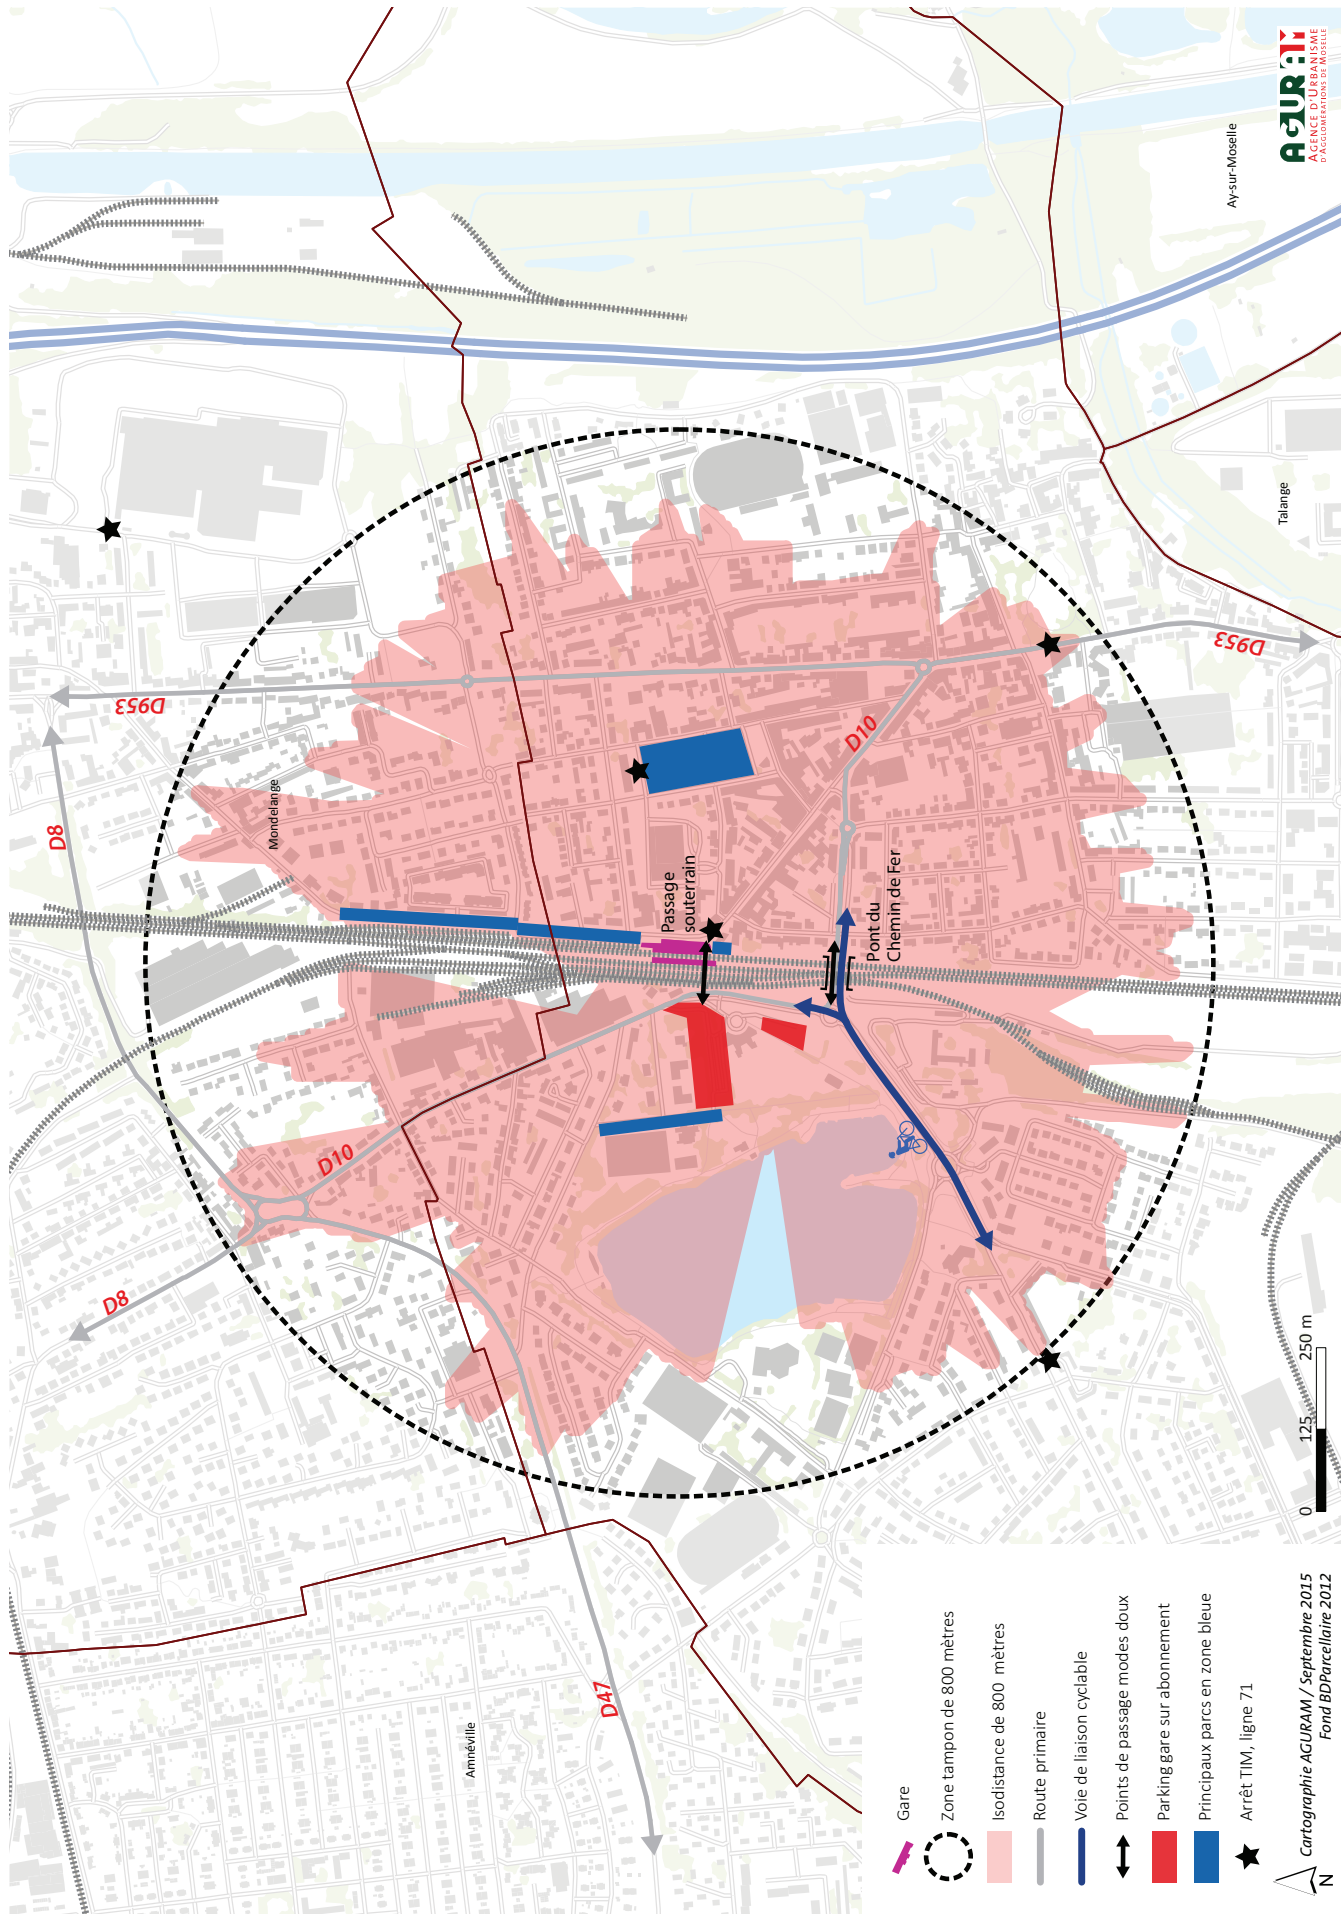 AGURAM
AGENCE D'URBANISME
D'AGGLOMÉRATIONS DE MOSELLE
Ay-sur-Moselle
Talange
D953
D953
D8
D8
Mondelange
D10
D10
Passage
souterrain
Pont du
Chemin de Fer
D47
Amnéville
0 125 250 m
Gare
Zone tampon de 800 mètres
Isodistance de 800 mètres
Route primaire
Voie de liaison cyclable
Points de passage modes doux
Parking gare sur abonnement
Principaux parcs en zone bleue
Arrêt TIM, ligne 71
N
Cartographie AGURAM / Septembre 2015
Fond BDParcellaire 2012